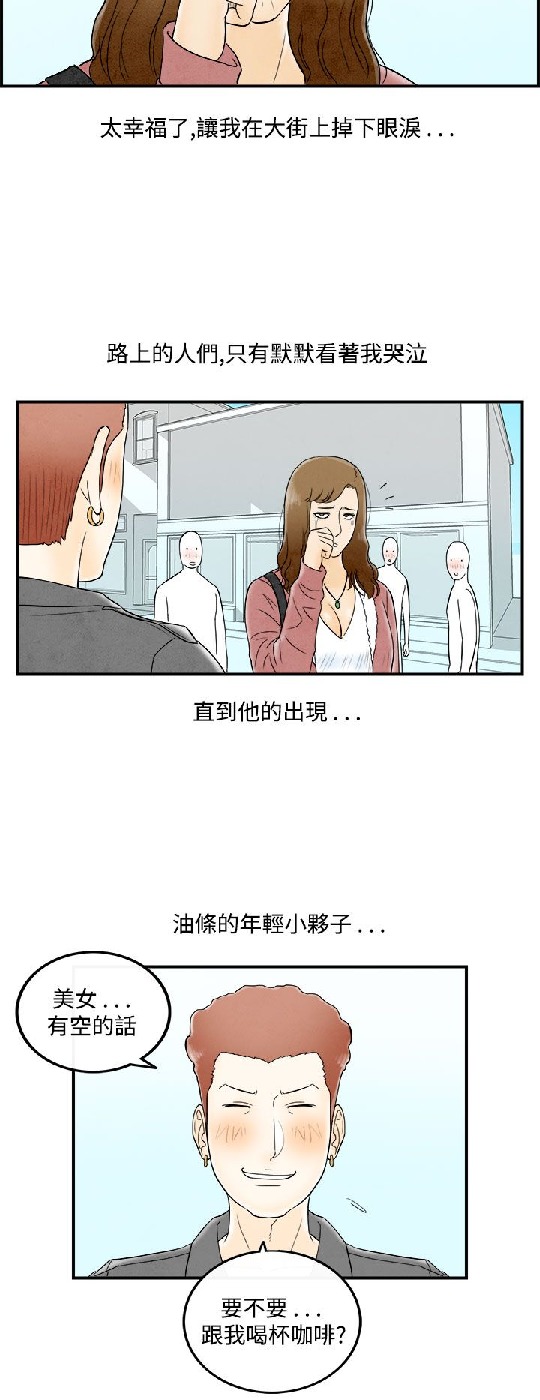 太幸福了,讓我在大街上掉下眼淚...
路上的人們,只有默默看著我哭泣
直到他的出現...
油條的年輕小夥子...
美女...
有空的話
要不要...
跟我喝杯咖啡?